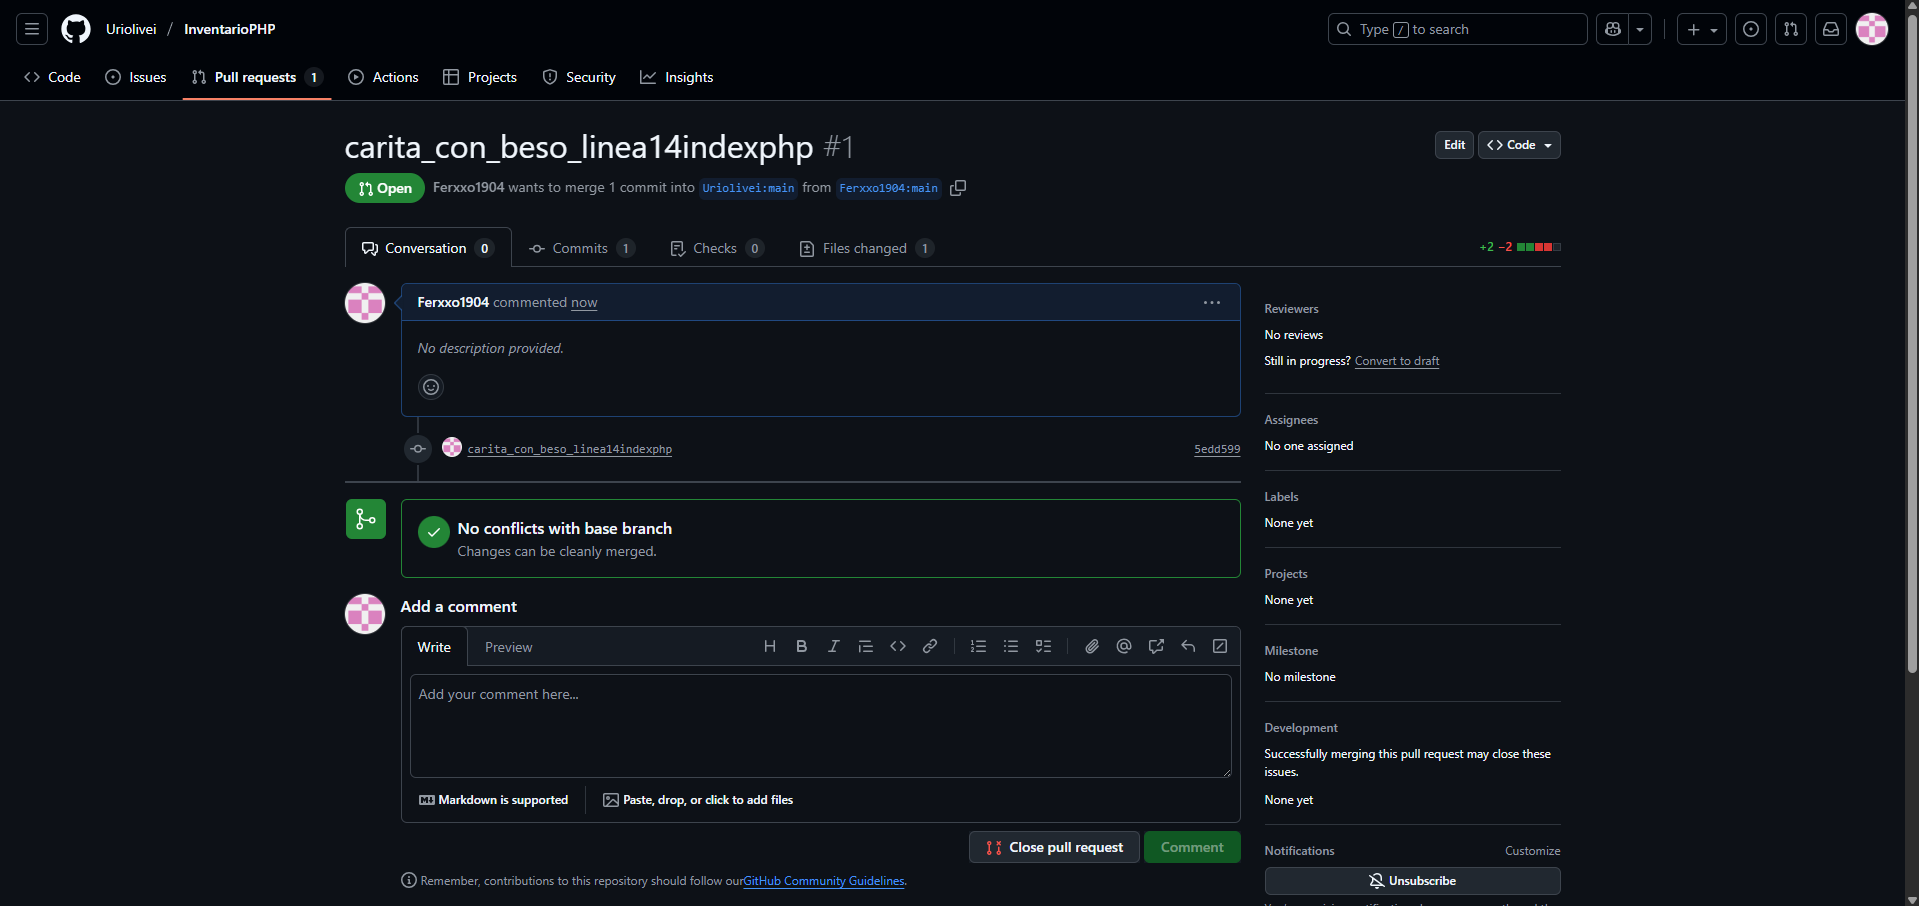 Uriolivei / InventarioPHP
Type / to search
Code
Issues
Pull requests 1
Actions
Projects
Security
Insights
carita_con_beso_linea14indexphp #1
Edit
Code
Open
Ferxxo1904 wants to merge 1 commit into Uriolivei:main from Ferxxo1904:main
Conversation 0
Commits 1
Checks 0
Files changed 1
+2 −2
Ferxxo1904 commented now
No description provided.
carita_con_beso_linea14indexphp
5edd599
No conflicts with base branch
Changes can be cleanly merged.
Add a comment
Write
Preview
Add your comment here...
Markdown is supported
Paste, drop, or click to add files
Close pull request
Comment
Remember, contributions to this repository should follow our GitHub Community Guidelines.
Reviewers
No reviews
Still in progress? Convert to draft
Assignees
No one assigned
Labels
None yet
Projects
None yet
Milestone
No milestone
Development
Successfully merging this pull request may close these
issues.
None yet
Notifications
Customize
Unsubscribe